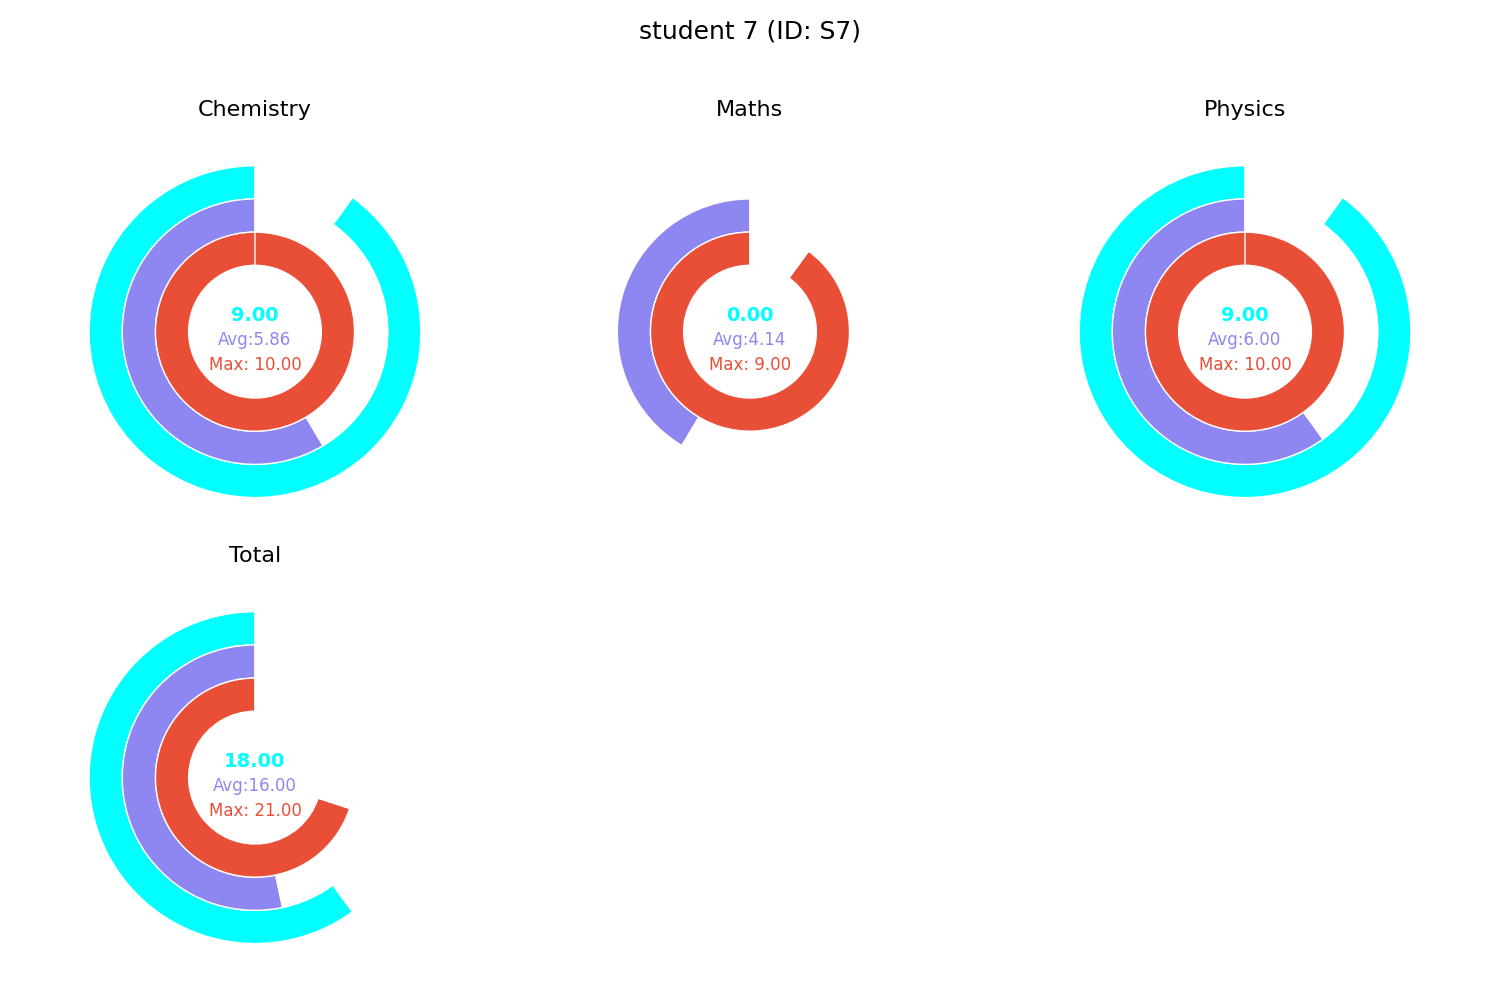 student 7 (ID: S7)
Chemistry
9.00
Avg:5.86
Max: 10.00
Maths
0.00
Avg:4.14
Max: 9.00
Physics
9.00
Avg:6.00
Max: 10.00
Total
18.00
Avg:16.00
Max: 21.00